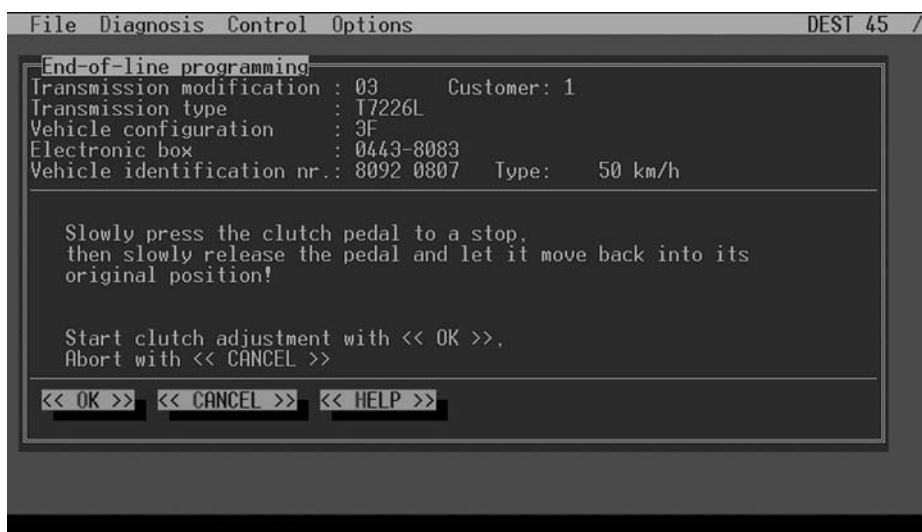 File Diagnosis Control Options DEST 45 /
End-of-line programming
Transmission modification : 03 Customer: 1
Transmission type : T7226L
Vehicle configuration : 3F
Electronic box : 0443-8083
Vehicle identification nr.: 8092 0807 Type: 50 km/h
Slowly press the clutch pedal to a stop,
then slowly release the pedal and let it move back into its
original position!
Start clutch adjustment with << OK >>,
Abort with << CANCEL >>
<< OK >> << CANCEL >> << HELP >>